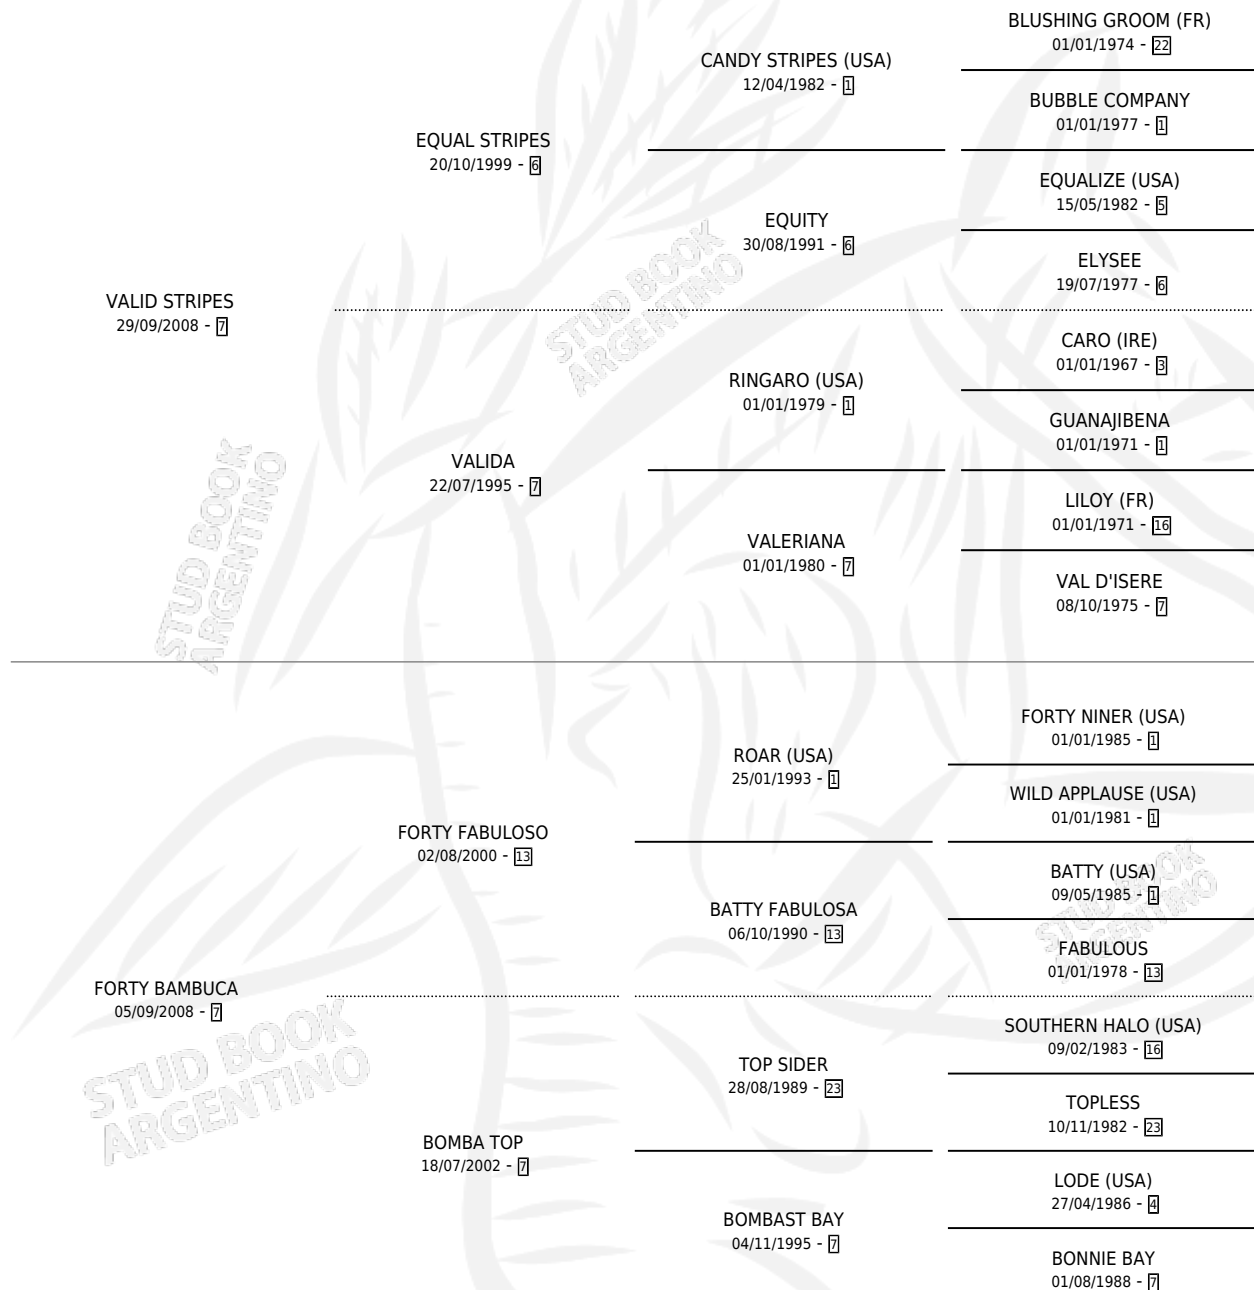 BLUSHING GROOM (FR)
01/01/1974 - 22
CANDY STRIPES (USA)
12/04/1982 - 1
BUBBLE COMPANY
01/01/1977 - 1
EQUAL STRIPES
20/10/1999 - 6
EQUALIZE (USA)
15/05/1982 - 5
EQUITY
30/08/1991 - 6
ELYSEE
19/07/1977 - 6
VALID STRIPES
29/09/2008 - 7
CARO (IRE)
01/01/1967 - 3
RINGARO (USA)
01/01/1979 - 1
GUANAJIBENA
01/01/1971 - 1
VALIDA
22/07/1995 - 7
LILOY (FR)
01/01/1971 - 16
VALERIANA
01/01/1980 - 7
VAL D'ISERE
08/10/1975 - 7
FORTY NINER (USA)
01/01/1985 - 1
ROAR (USA)
25/01/1993 - 1
WILD APPLAUSE (USA)
01/01/1981 - 1
FORTY FABULOSO
02/08/2000 - 13
BATTY (USA)
09/05/1985 - 1
BATTY FABULOSA
06/10/1990 - 13
FABULOUS
01/01/1978 - 13
FORTY BAMBUCA
05/09/2008 - 7
SOUTHERN HALO (USA)
09/02/1983 - 16
TOP SIDER
28/08/1989 - 23
TOPLESS
10/11/1982 - 23
BOMBA TOP
18/07/2002 - 7
LODE (USA)
27/04/1986 - 4
BOMBAST BAY
04/11/1995 - 7
BONNIE BAY
01/08/1988 - 7
STUD BOOK
ARGENTINO
STUD BOOK
ARGENTINO
STUD BOOK
ARGENTINO
STUD BOOK
ARGENTINO